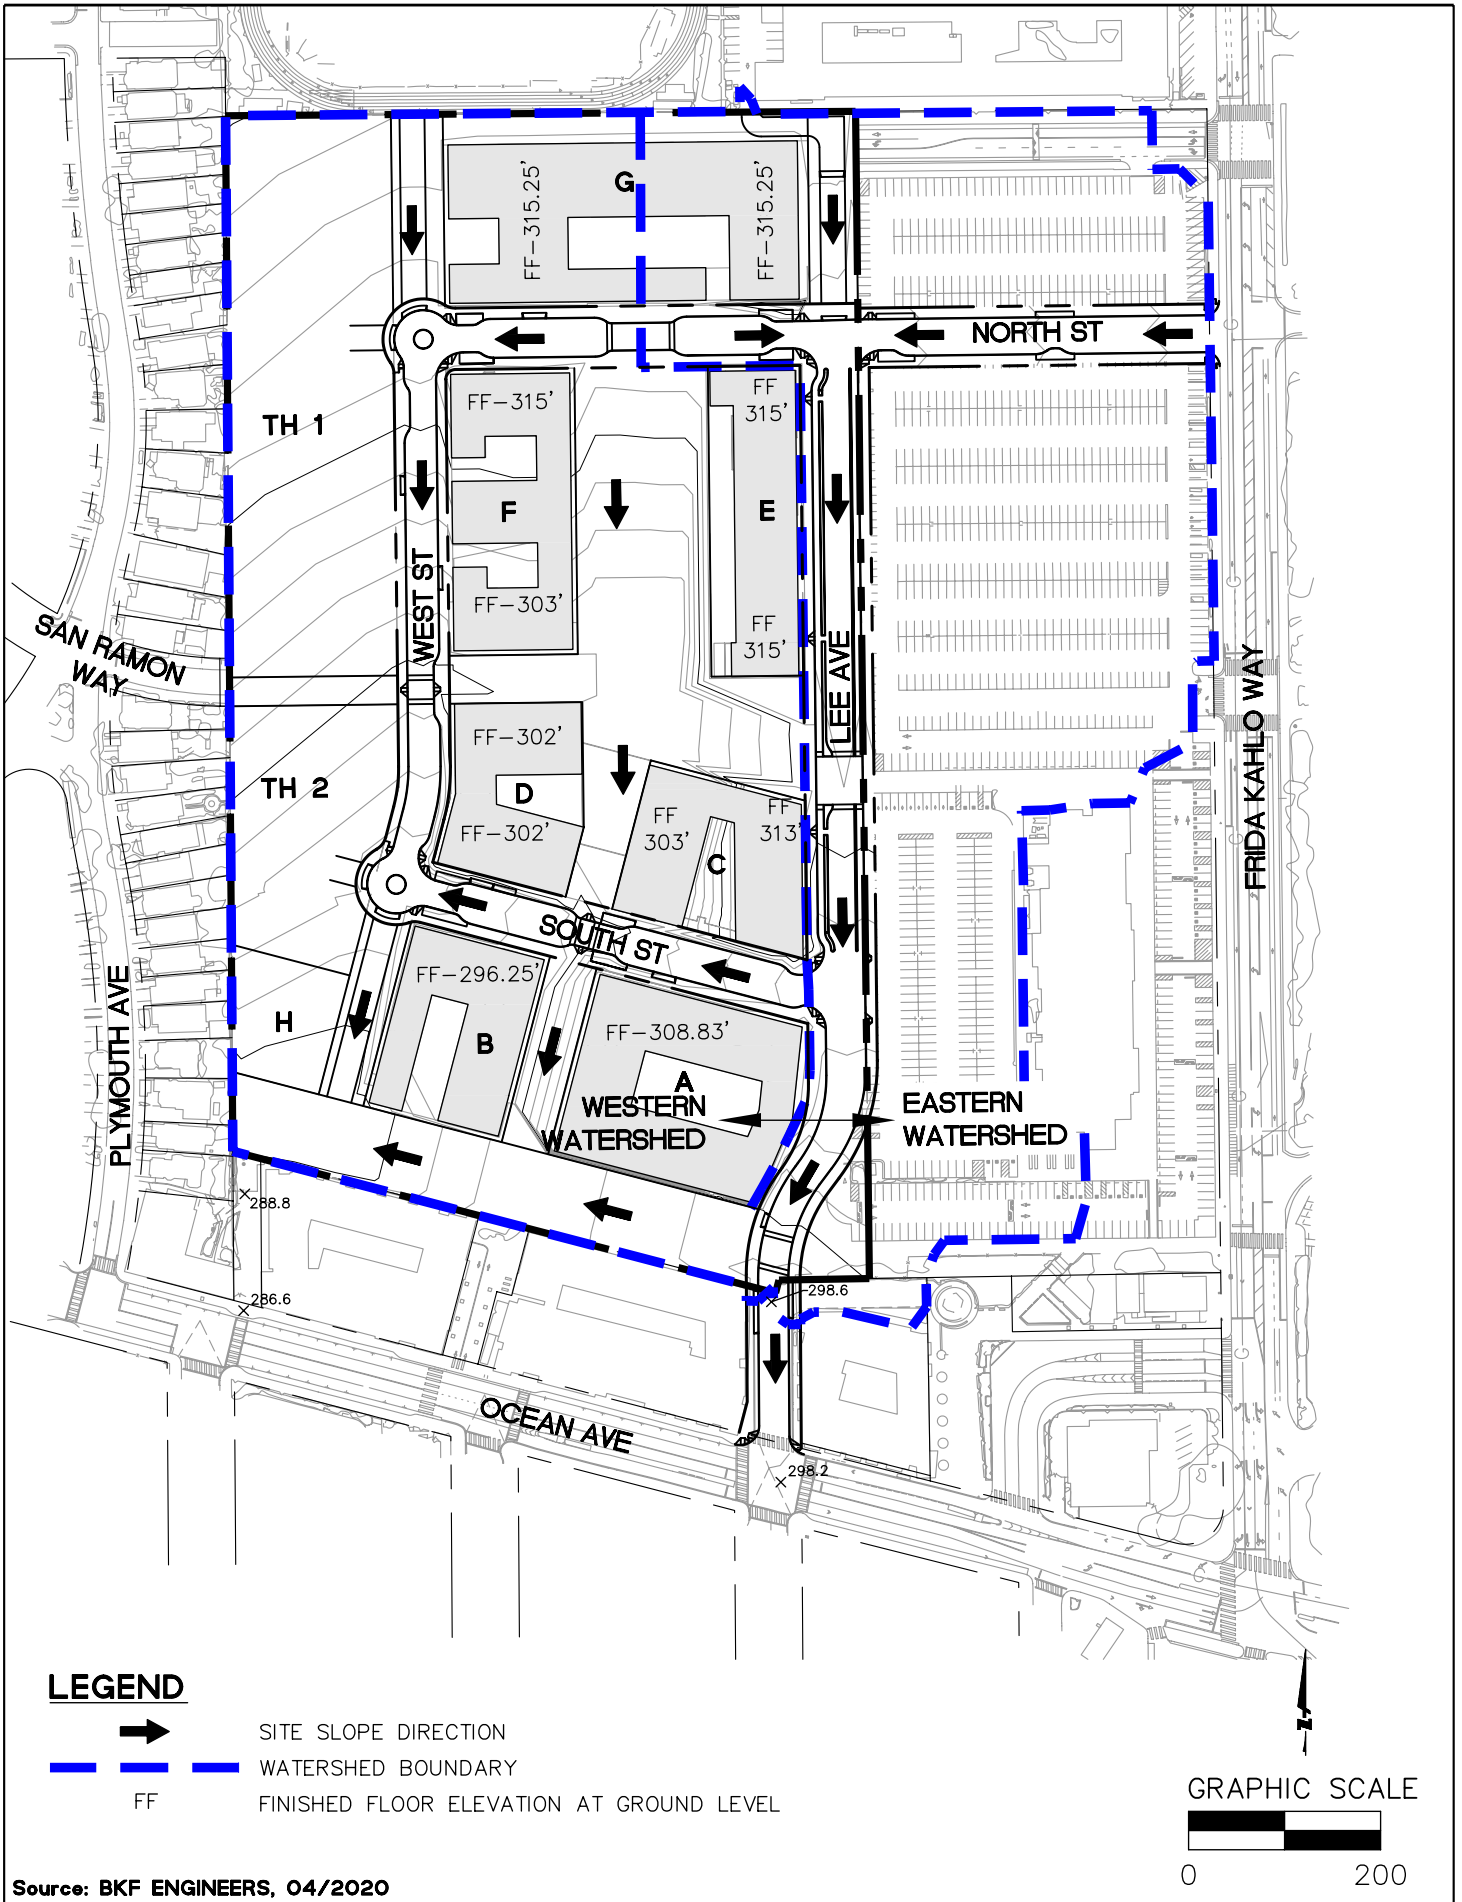 G
FF-315.25'
FF-315.25'
NORTH ST
TH 1
FF-315'
FF
315'
F
E
WEST ST
FF-303'
FF
315'
LEE AVE
SAN RAMON
WAY
FRIDA KAHLO WAY
FF-302'
TH 2
D
FF-302'
FF
303'
FF
313'
C
SOUTH ST
PLYMOUTH AVE
FF-296.25'
H
B
FF-308.83'
A
WESTERN
WATERSHED
EASTERN
WATERSHED
288.8
286.6
298.6
OCEAN AVE
298.2
LEGEND
SITE SLOPE DIRECTION
WATERSHED BOUNDARY
FF FINISHED FLOOR ELEVATION AT GROUND LEVEL
N
GRAPHIC SCALE
0 200
Source: BKF ENGINEERS, 04/2020